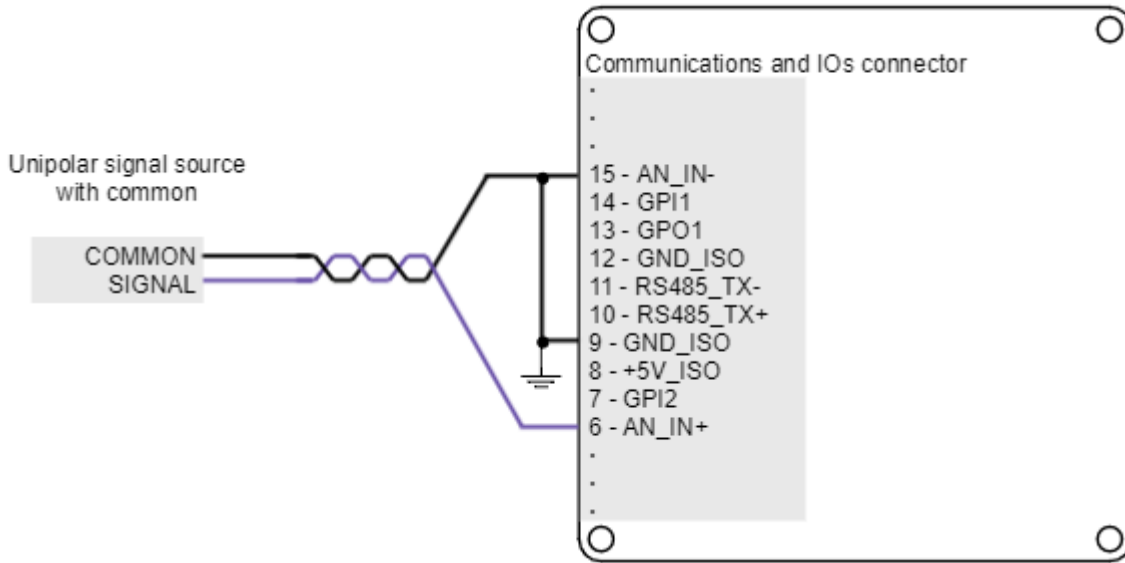 Communications and IOs connector
.
.
.
Unipolar signal source
with common
COMMON
SIGNAL
15 - AN_IN-
14 - GPI1
13 - GPO1
12 - GND_ISO
11 - RS485_TX-
10 - RS485_TX+
9 - GND_ISO
8 - +5V_ISO
7 - GPI2
6 - AN_IN+
.
.
.